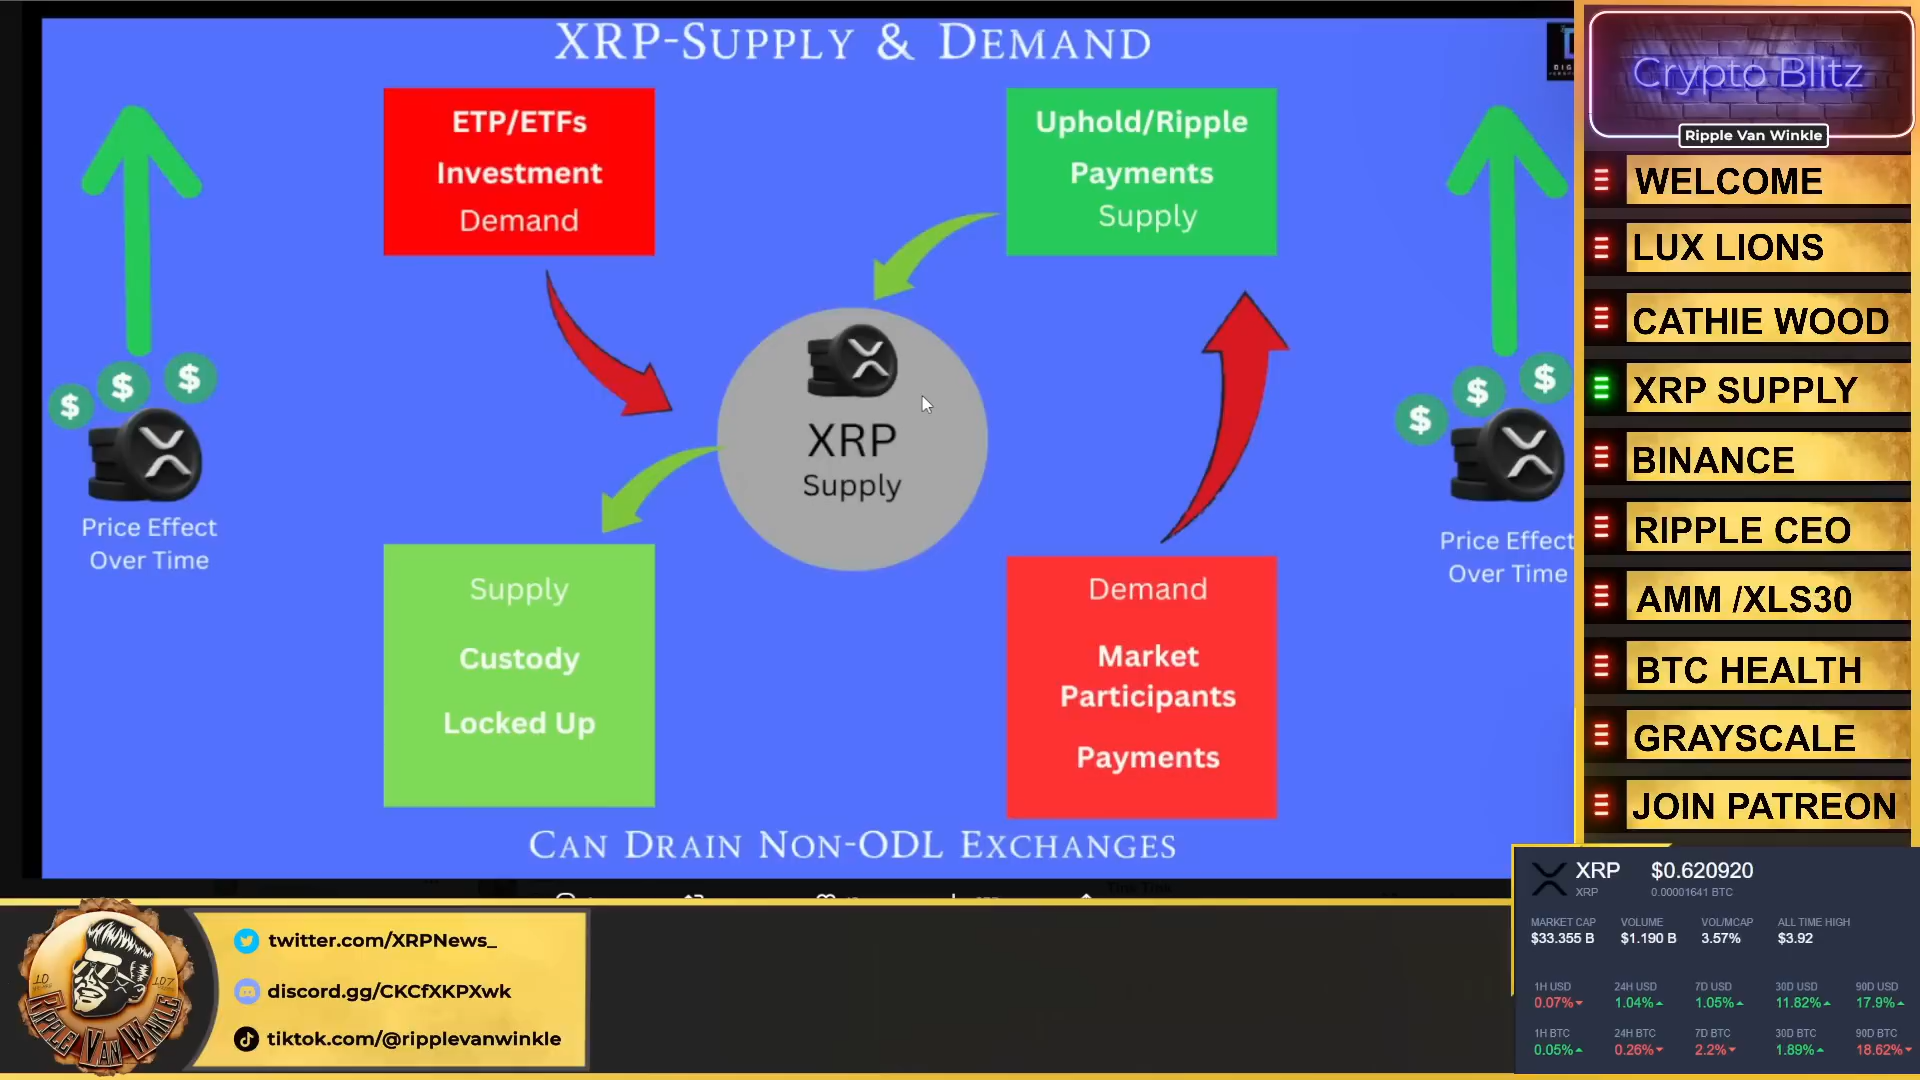 XRP-SUPPLY & DEMAND
ETP/ETFs
Investment
Demand
Uphold/Ripple
Payments
Supply
XRP
Supply
$ $ $
Price Effect
Over Time
$ $ $
Price Effect
Over Time
Supply
Custody
Locked Up
Demand
Market
Participants
Payments
CAN DRAIN NON-ODL EXCHANGES
Crypto Blitz
Ripple Van Winkle
WELCOME
LUX LIONS
CATHIE WOOD
XRP SUPPLY
BINANCE
RIPPLE CEO
AMM /XLS30
BTC HEALTH
GRAYSCALE
JOIN PATREON
XRP $0.620920
XRP 0.00001641 BTC
MARKET CAP VOLUME VOL/MCAP ALL TIME HIGH
$33.355 B $1.190 B 3.57% $3.92
1H USD 24H USD 7D USD 30D USD 90D USD
0.07% 1.04% 1.05% 11.82% 17.9%
1H BTC 24H BTC 7D BTC 30D BTC 90D BTC
0.05% 0.26% 2.2% 1.89% 18.62%
RIPPLE VAN WINKLE
twitter.com/XRPNews_
discord.gg/CKCfXKPXwk
tiktok.com/@ripplevanwinkle